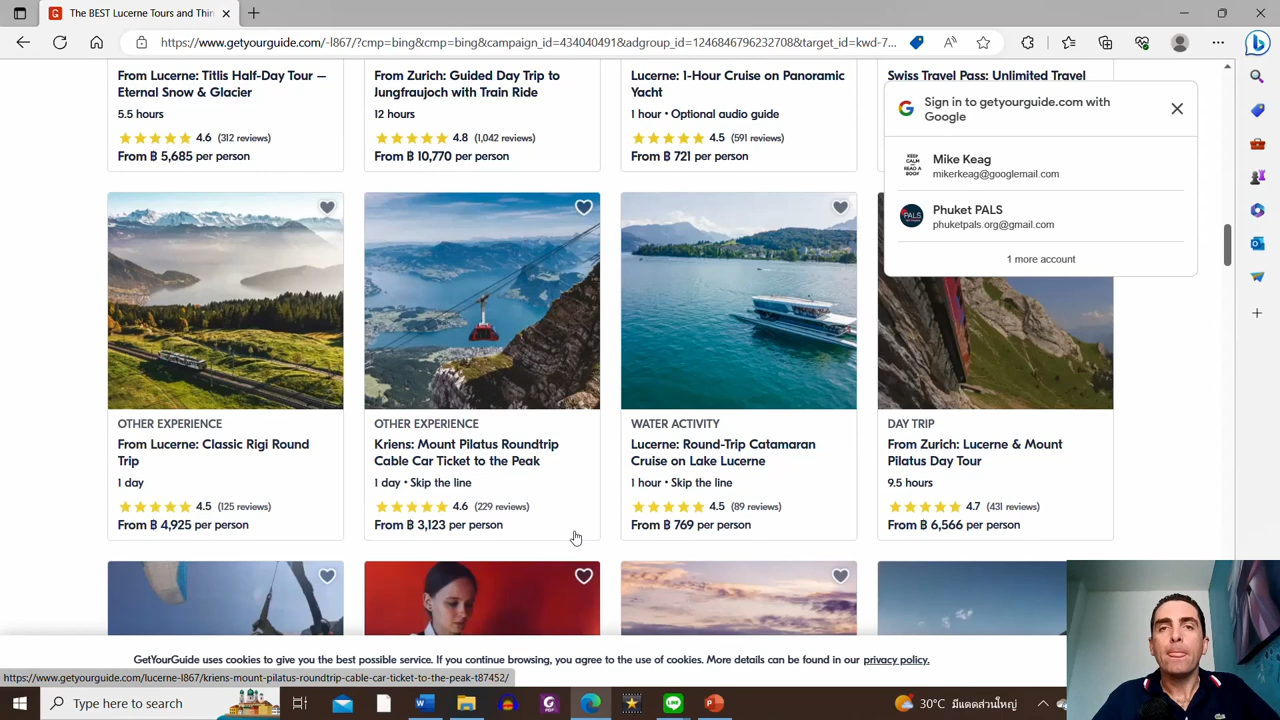 The BEST Lucerne Tours and Thin
https://www.getyourguide.com/-l867/?cmp=bing&cmp=bing&campaign_id=434040491&adgroup_id=1246846796232708&target_id=kwd-7...
From Lucerne: Titlis Half-Day Tour –
Eternal Snow & Glacier
5.5 hours
4.6 (312 reviews)
From ฿ 5,685 per person
From Zurich: Guided Day Trip to
Jungfraujoch with Train Ride
12 hours
4.8 (1,042 reviews)
From ฿ 10,770 per person
Lucerne: 1-Hour Cruise on Panoramic
Yacht
1 hour • Optional audio guide
4.5 (591 reviews)
From ฿ 721 per person
Swiss Travel Pass: Unlimited Travel
Sign in to getyourguide.com with
Google
Mike Keag
mikerkeag@googlemail.com
Phuket PALS
phuketpals.org@gmail.com
1 more account
OTHER EXPERIENCE
From Lucerne: Classic Rigi Round
Trip
1 day
4.5 (125 reviews)
From ฿ 4,925 per person
OTHER EXPERIENCE
Kriens: Mount Pilatus Roundtrip
Cable Car Ticket to the Peak
1 day • Skip the line
4.6 (229 reviews)
From ฿ 3,123 per person
WATER ACTIVITY
Lucerne: Round-Trip Catamaran
Cruise on Lake Lucerne
1 hour • Skip the line
4.5 (89 reviews)
From ฿ 769 per person
DAY TRIP
From Zurich: Lucerne & Mount
Pilatus Day Tour
9.5 hours
4.7 (431 reviews)
From ฿ 6,566 per person
GetYourGuide uses cookies to give you the best possible service. If you continue browsing, you agree to the use of cookies. More details can be found in our privacy policy.
https://www.getyourguide.com/lucerne-l867/kriens-mount-pilatus-roundtrip-cable-car-ticket-to-the-peak-t87452/
Type here to search
30°C มีแดดส่วนใหญ่